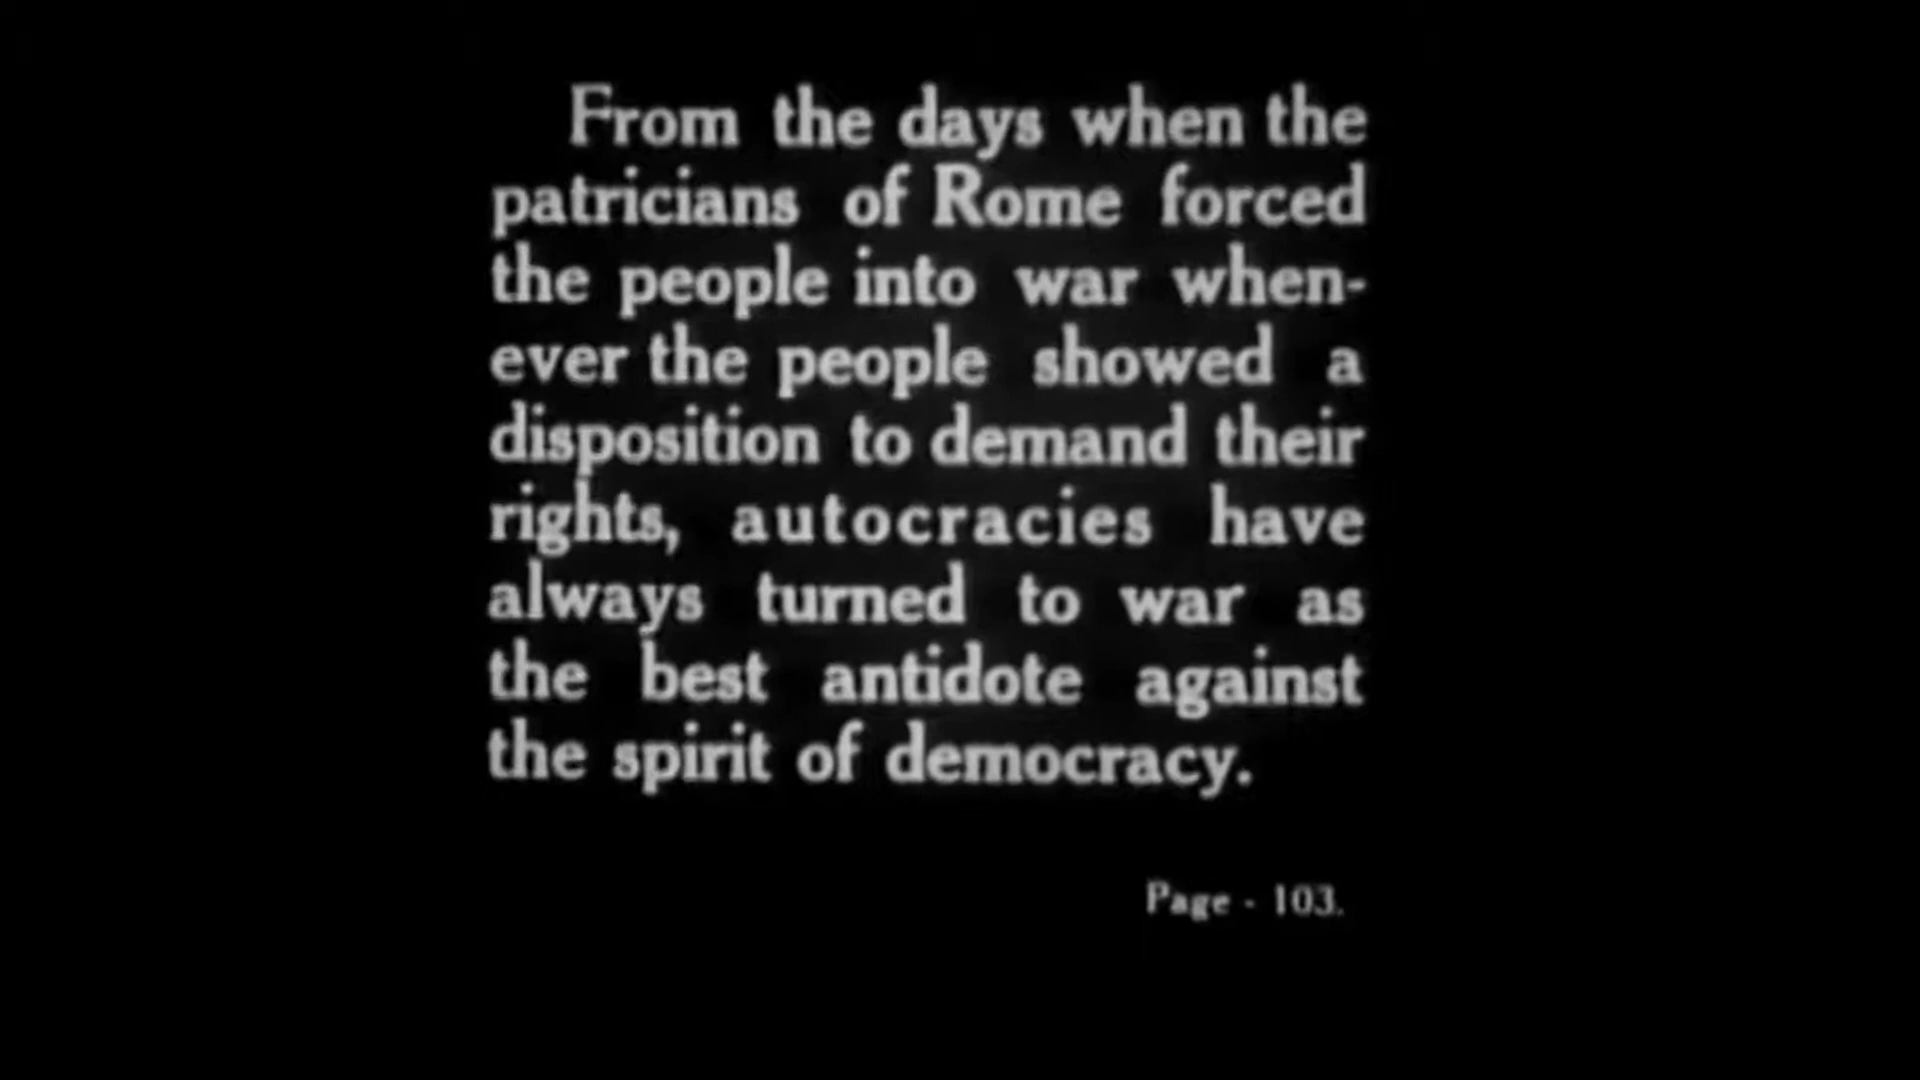 From the days when the
patricians of Rome forced
the people into war when-
ever the people showed a
disposition to demand their
rights, autocracies have
always turned to war as
the best antidote against
the spirit of democracy.
Page - 103.